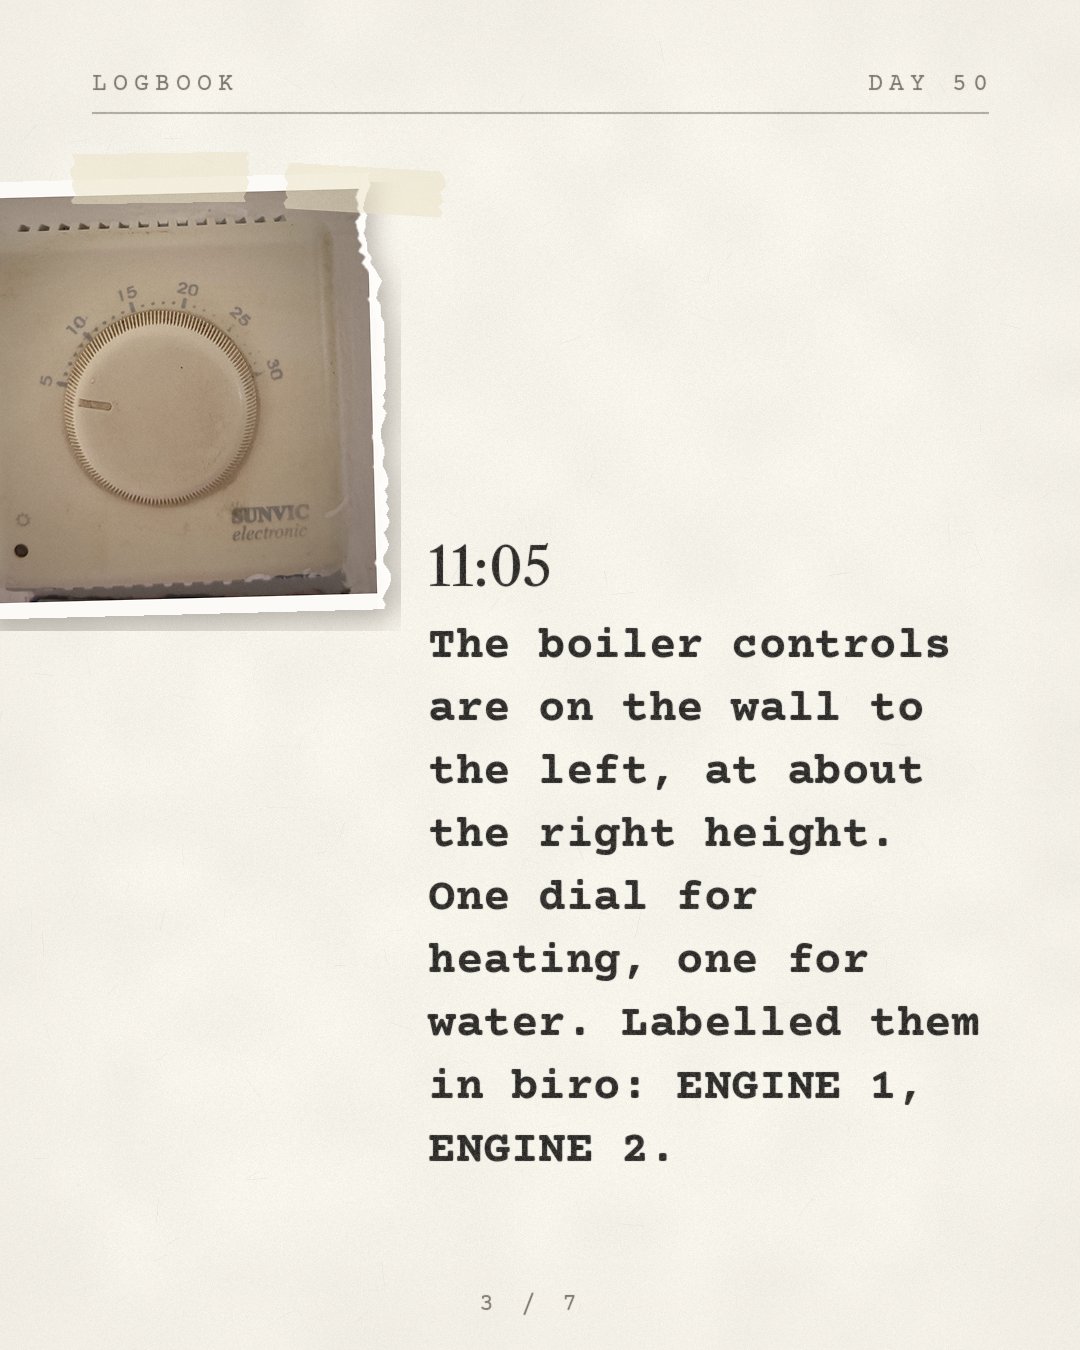 LOGBOOK DAY 50
5 10 15 20 25 30
SUNVIC
electronic
11:05
The boiler controls
are on the wall to
the left, at about
the right height.
One dial for
heating, one for
water. Labelled them
in biro: ENGINE 1,
ENGINE 2.
3 / 7